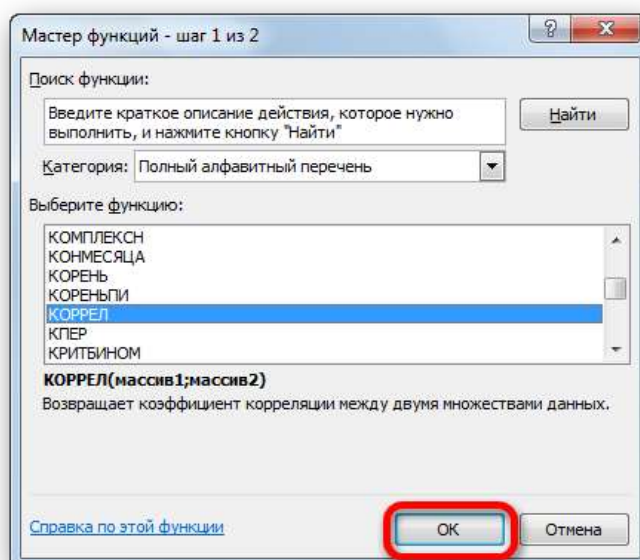 Мастер функций - шаг 1 из 2
Поиск функции:
Введите краткое описание действия, которое нужно
выполнить, и нажмите кнопку "Найти"
Найти
Категория: Полный алфавитный перечень
Выберите функцию:
КОМПЛЕКСН
КОНМЕСЯЦА
КОРЕНЬ
КОРЕНЬПИ
КОРРЕЛ
КПЕР
КРИТБИНОМ
КОРРЕЛ(массив1;массив2)
Возвращает коэффициент корреляции между двумя множествами данных.
Справка по этой функции
ОК
Отмена